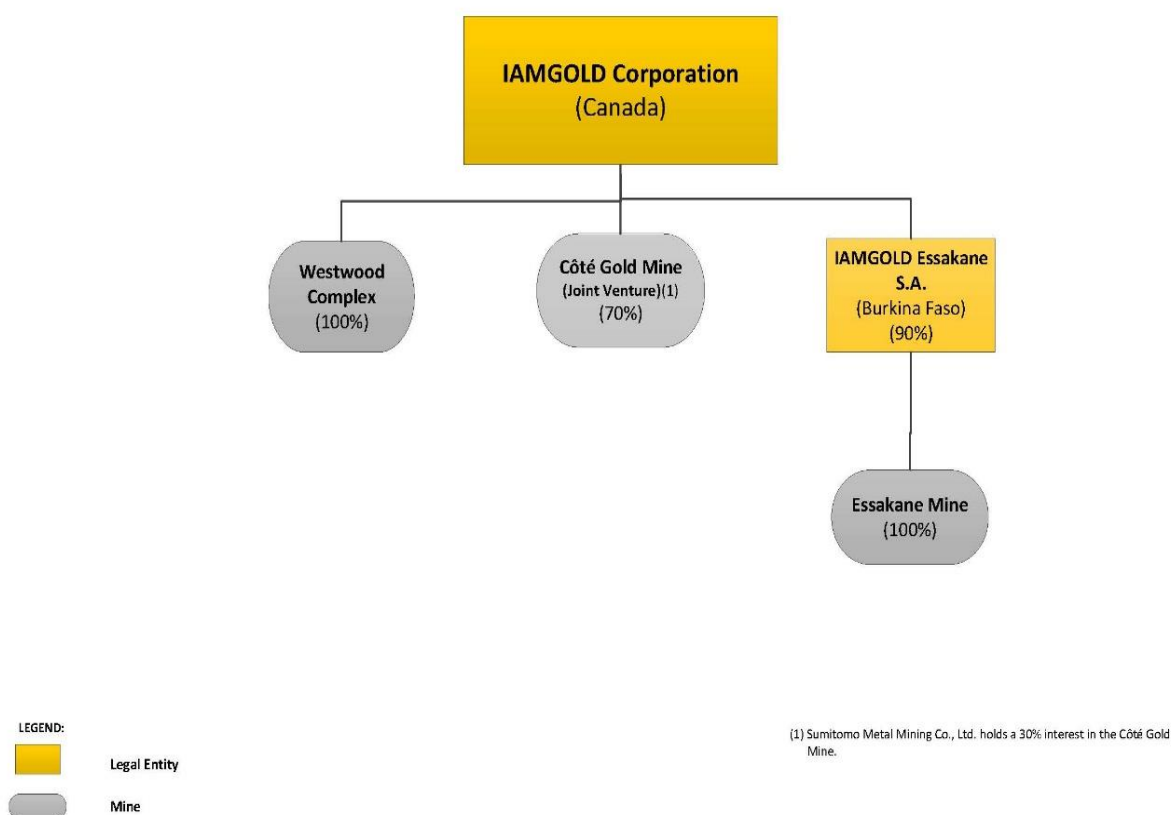 IAMGOLD Corporation
(Canada)
Westwood
Complex
(100%)
Côté Gold Mine
(Joint Venture)(1)
(70%)
IAMGOLD Essakane
S.A.
(Burkina Faso)
(90%)
Essakane Mine
(100%)
LEGEND:
Legal Entity
Mine
(1) Sumitomo Metal Mining Co., Ltd. holds a 30% interest in the Côté Gold
Mine.